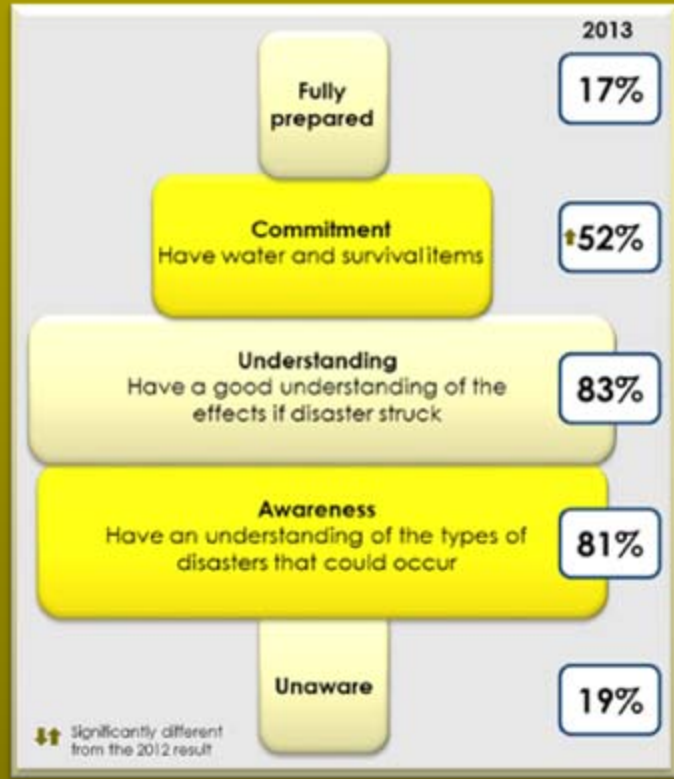 2013
Fully
prepared
17%
Commitment
Have water and survival items
52%
Understanding
Have a good understanding of the
effects if disaster struck
83%
Awareness
Have an understanding of the types of
disasters that could occur
81%
Unaware
19%
Significantly different
from the 2012 result